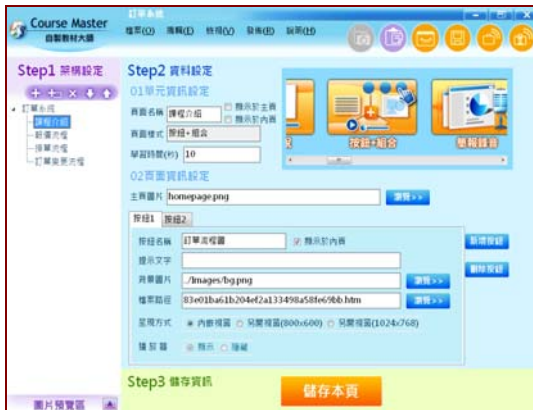 Course Master
自製教材大師
訂單系統
檔案(O) 編輯(E) 檢視(V) 發佈(B) 說明(H)
Step1 架構設定
訂單系統
課程介紹
報價流程
接單流程
訂單變更流程
圖片預覽區
Step2 資料設定
01單元資訊設定
頁面名稱 課程介紹
顯示於主頁
顯示於內頁
頁面樣式 按鈕+組合
學習時間(秒) 10
按鈕+組合
簡報錄音
02頁面資訊設定
主頁圖片 homepage.png 瀏覽>>
按鈕1 按鈕2
按鈕名稱 訂單流程圖 顯示於內頁
新增按鈕
提示文字
刪除按鈕
背景圖片 ../Images/bg.png 瀏覽>>
檔案路徑 83e01ba61b204ef2a133498a58fe69bb.htm 瀏覽>>
呈現方式 內嵌視窗 另開視窗(800x600) 另開視窗(1024x768)
播放器 顯示 隱藏
Step3 儲存資訊
儲存本頁